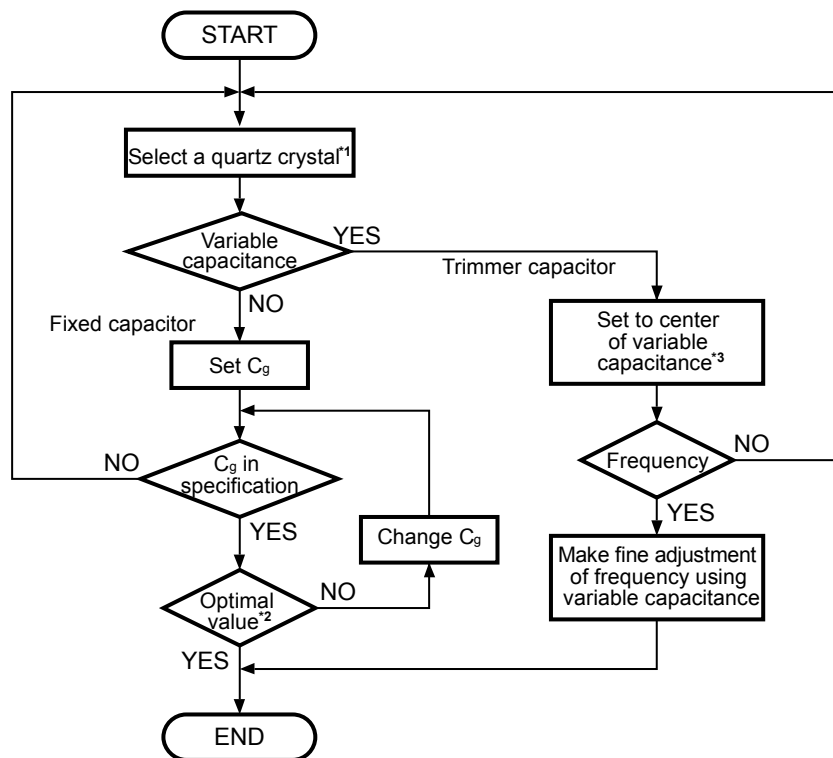 START
Select a quartz crystal*1
Variable
capacitance
YES
Trimmer capacitor
NO
Fixed capacitor
Set Cg
Set to center
of variable
capacitance*3
Cg in
specification
NO
YES
Change Cg
Frequency
NO
YES
Optimal
value*2
NO
YES
Make fine adjustment
of frequency using
variable capacitance
END